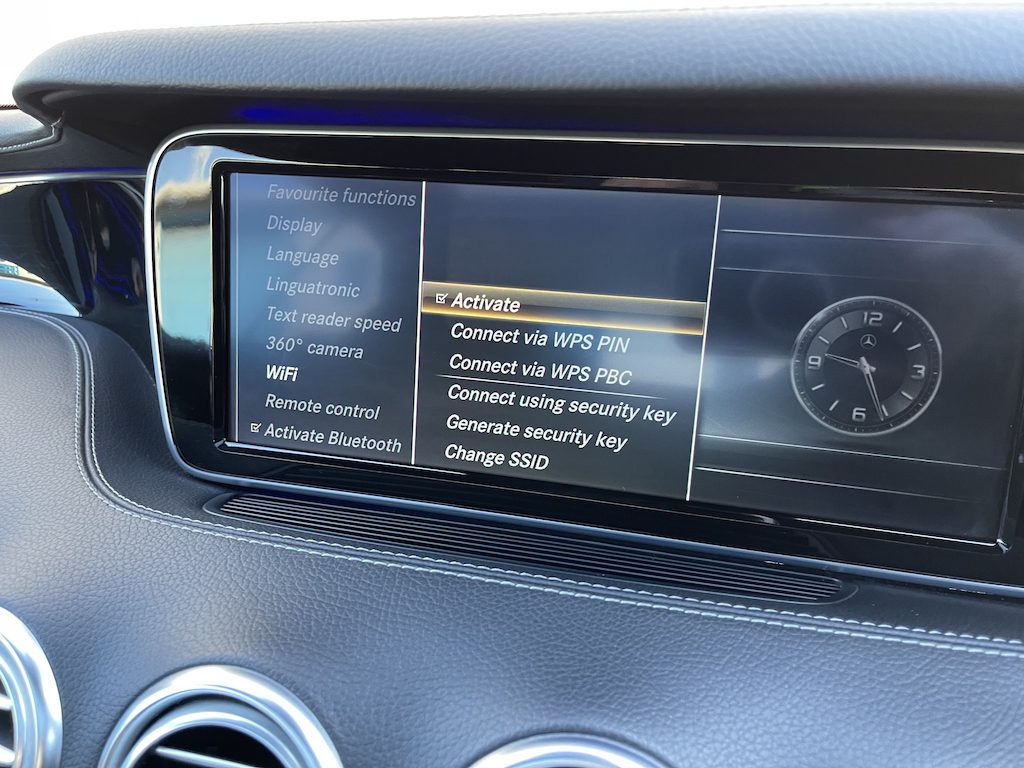 Favourite functions
Display
Language
Linguatronic
Text reader speed
360° camera
WiFi
Remote control
Activate Bluetooth
Activate
Connect via WPS PIN
Connect via WPS PBC
Connect using security key
Generate security key
Change SSID
12
9
3
6